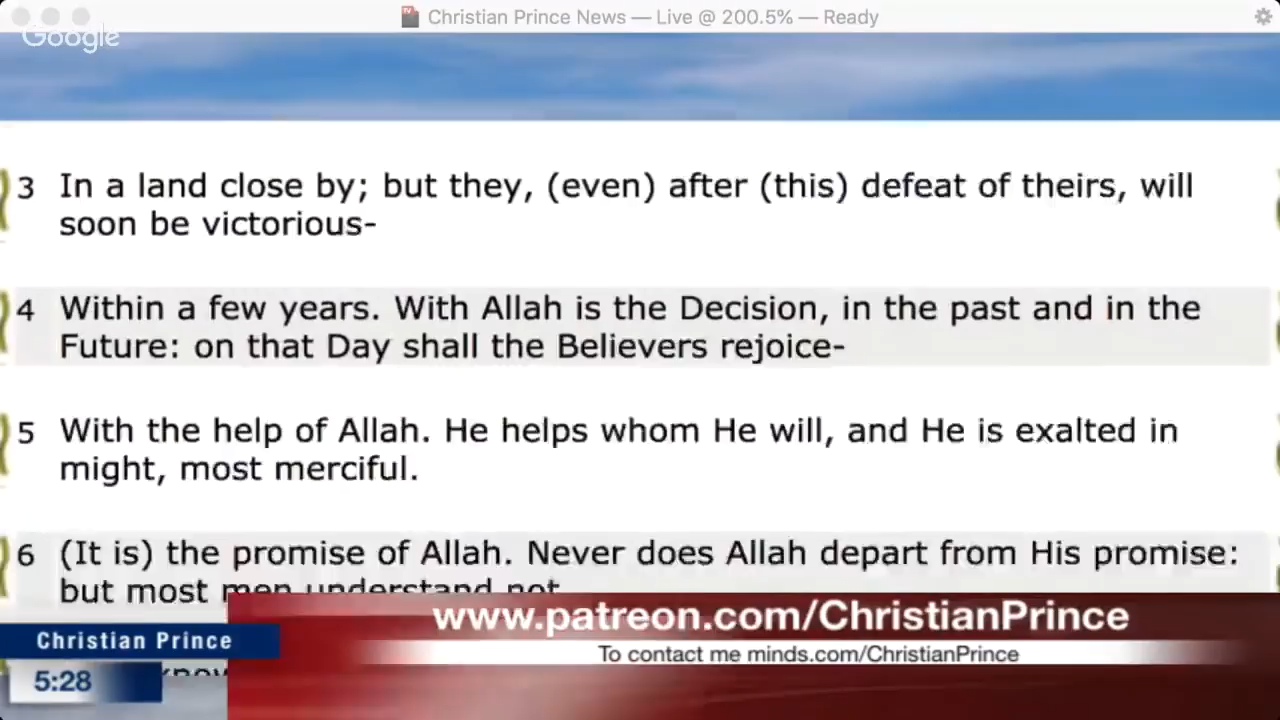 Christian Prince News — Live @ 200.5% — Ready
Google
3 In a land close by; but they, (even) after (this) defeat of theirs, will
soon be victorious-
4 Within a few years. With Allah is the Decision, in the past and in the
Future: on that Day shall the Believers rejoice-
5 With the help of Allah. He helps whom He will, and He is exalted in
might, most merciful.
6 (It is) the promise of Allah. Never does Allah depart from His promise:
but most men understand not
www.patreon.com/ChristianPrince
Christian Prince
To contact me minds.com/ChristianPrince
5:28